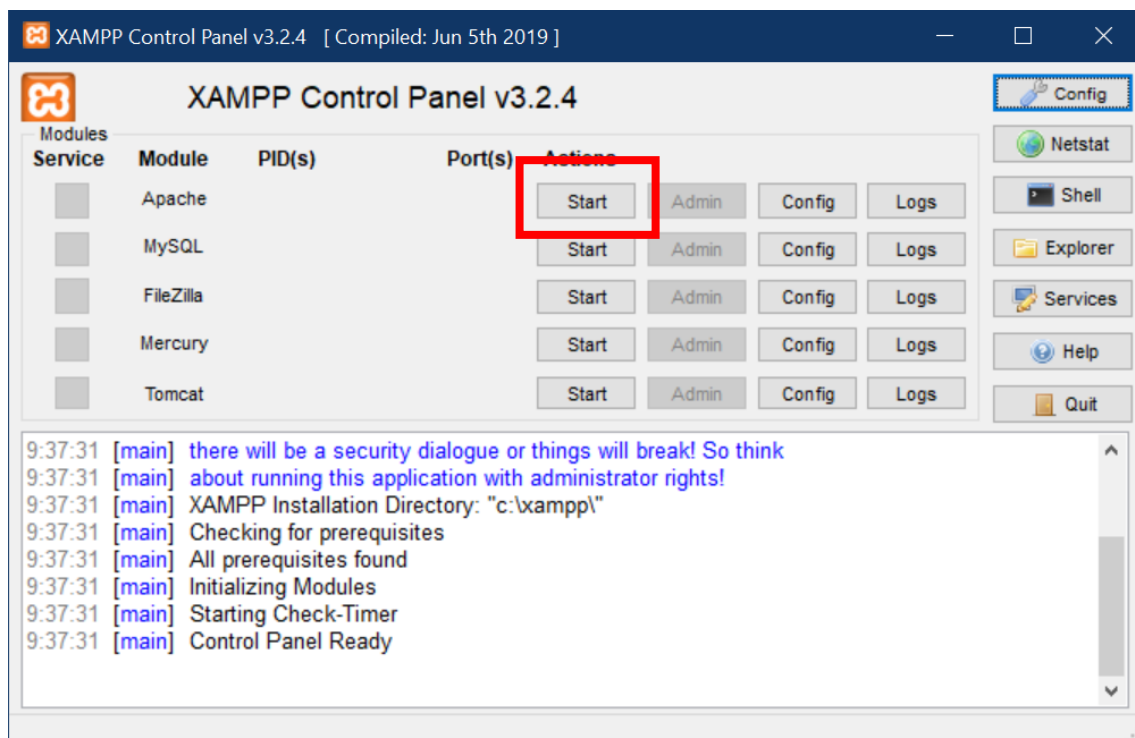 XAMPP Control Panel v3.2.4 [ Compiled: Jun 5th 2019 ]
XAMPP Control Panel v3.2.4
Config
Modules
Netstat
Service Module PID(s) Port(s) Actions
Apache Start Admin Config Logs
Shell
MySQL Start Admin Config Logs
Explorer
FileZilla Start Admin Config Logs
Services
Mercury Start Admin Config Logs
Help
Tomcat Start Admin Config Logs
Quit
9:37:31 [main] there will be a security dialogue or things will break! So think
9:37:31 [main] about running this application with administrator rights!
9:37:31 [main] XAMPP Installation Directory: "c:\xampp\"
9:37:31 [main] Checking for prerequisites
9:37:31 [main] All prerequisites found
9:37:31 [main] Initializing Modules
9:37:31 [main] Starting Check-Timer
9:37:31 [main] Control Panel Ready